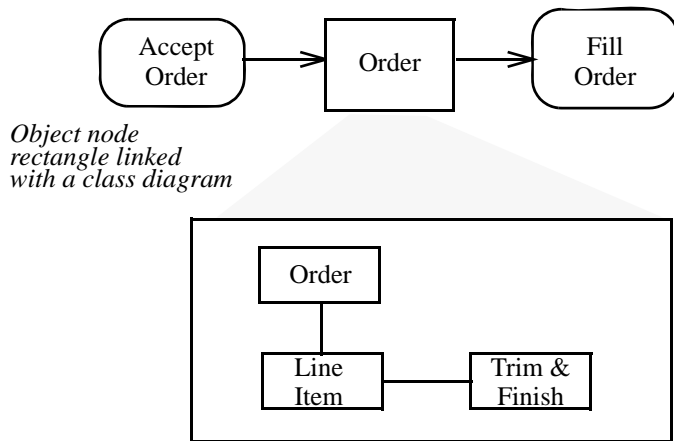 Accept
Order
Order
Fill
Order
Object node
rectangle linked
with a class diagram
Order
Line
Item
Trim &
Finish